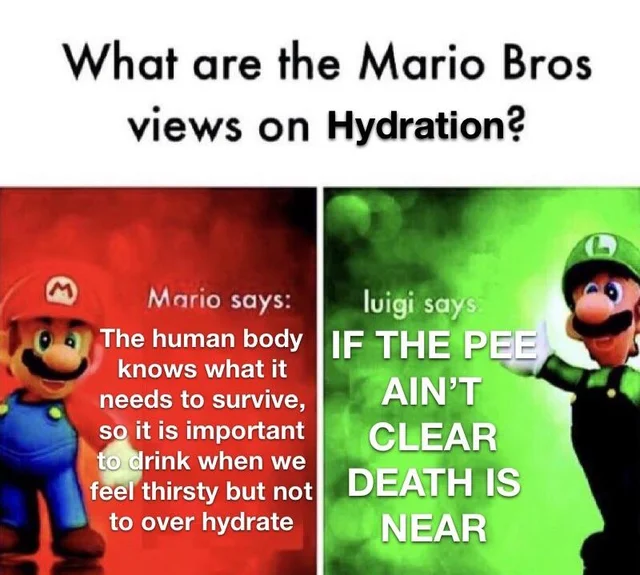 What are the Mario Bros
views on Hydration?
M
Mario says:
The human body
knows what it
needs to survive,
so it is important
to drink when we
feel thirsty but not
to over hydrate
L
luigi says:
IF THE PEE
AIN'T
CLEAR
DEATH IS
NEAR